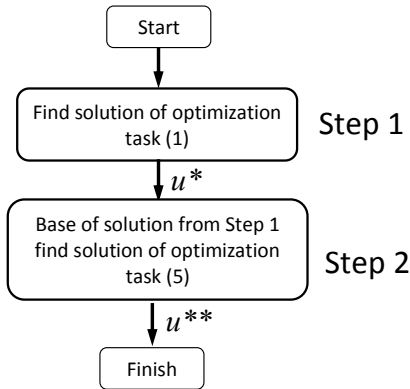 Start
Find solution of optimization
task (1)
Step 1
u*
Base of solution from Step 1
find solution of optimization
task (5)
Step 2
u**
Finish